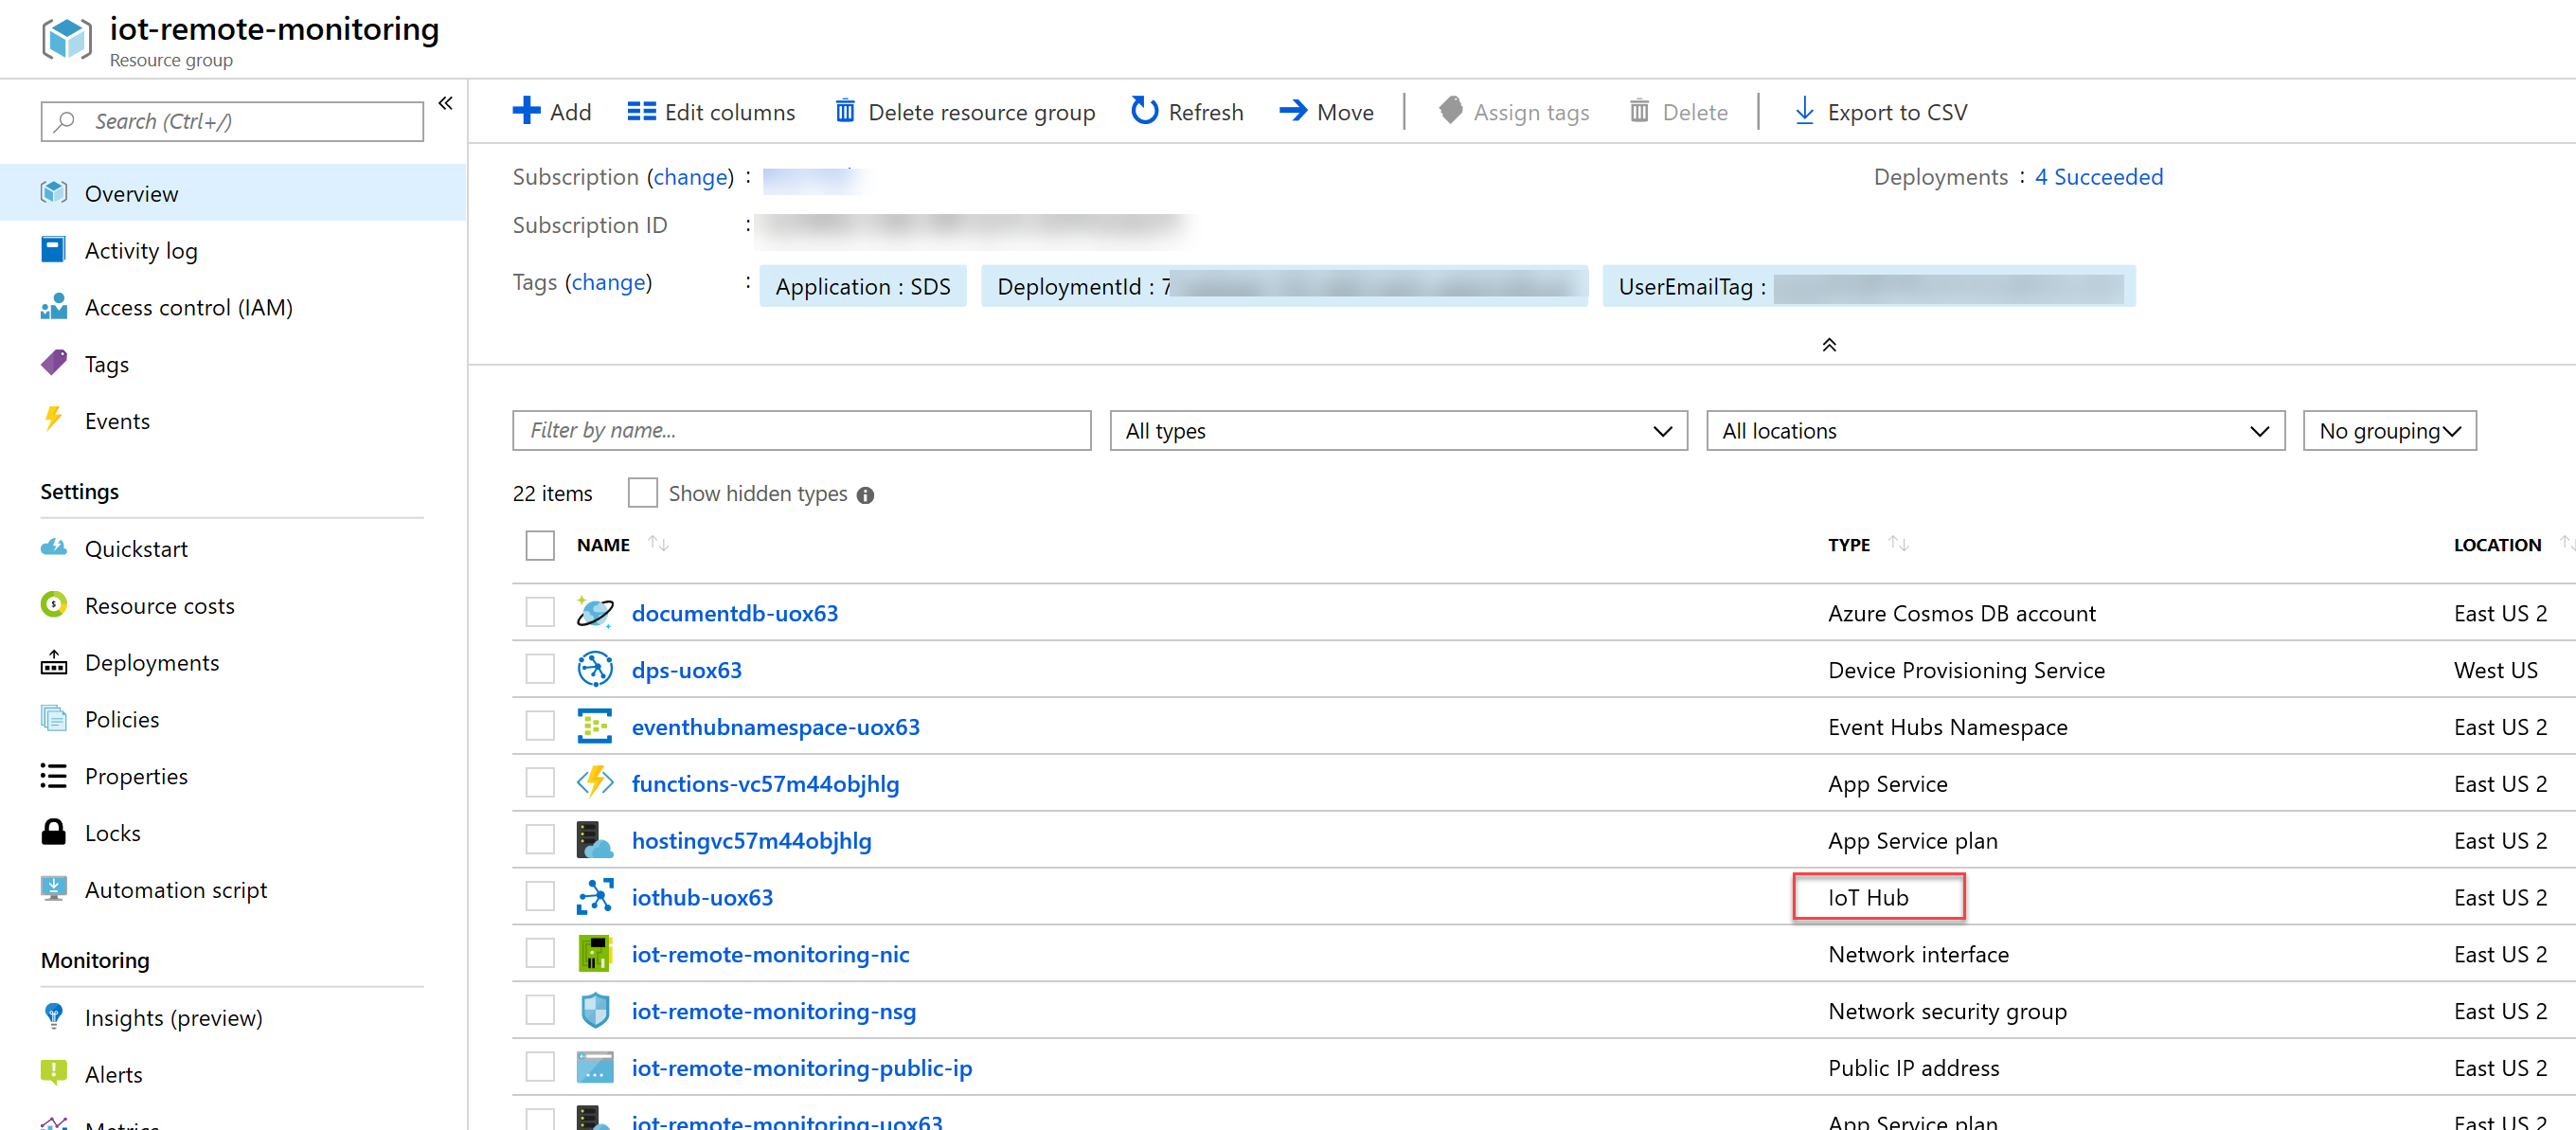 iot-remote-monitoring
Resource group
Search (Ctrl+/)
Overview
Activity log
Access control (IAM)
Tags
Events
Settings
Quickstart
Resource costs
Deployments
Policies
Properties
Locks
Automation script
Monitoring
Insights (preview)
Alerts
Metrics
Add Edit columns Delete resource group Refresh Move Assign tags Delete Export to CSV
Subscription (change) : Deployments : 4 Succeeded
Subscription ID :
Tags (change) : Application : SDS DeploymentId : 7 UserEmailTag :
Filter by name... All types All locations No grouping
22 items Show hidden types
NAME TYPE LOCATION
documentdb-uox63 Azure Cosmos DB account East US 2
dps-uox63 Device Provisioning Service West US
eventhubnamespace-uox63 Event Hubs Namespace East US 2
functions-vc57m44objhlg App Service East US 2
hostingvc57m44objhlg App Service plan East US 2
iothub-uox63 IoT Hub East US 2
iot-remote-monitoring-nic Network interface East US 2
iot-remote-monitoring-nsg Network security group East US 2
iot-remote-monitoring-public-ip Public IP address East US 2
iot-remote-monitoring-uox63 App Service plan East US 2